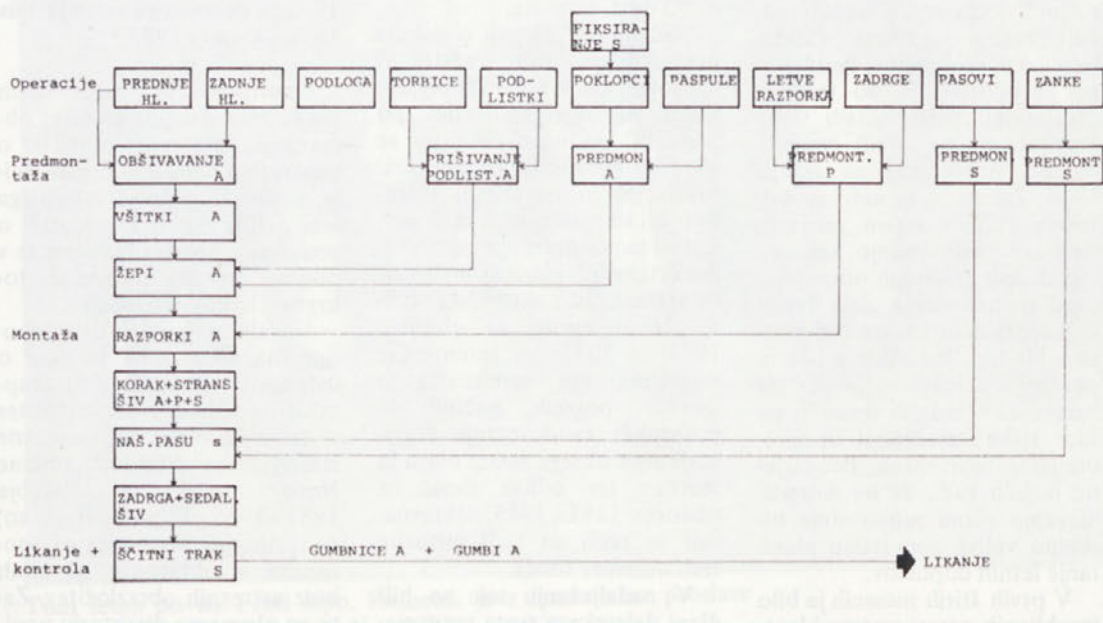 FIKSIRA-
NJE S
Operacije
PREDNJE
HL.
ZADNJE
HL.
PODLOGA
TORBICE
POD-
LISTKI
POKLOPCI
PASPULE
LETVE
RAZPORKA
ZADRGE
PASOVI
ZANKE
Predmon-
taža
OBŠIVAVANJE
A
PRIŠIVANJE
PODLIST.A
PREDMON
A
PREDMONT.
P
PREDMON.
S
PREDMONT
S
VŠITKI A
ŽEPI A
Montaža
RAZPORKI A
KORAK+STRANS.
ŠIV A+P+S
NAŠ.PASU s
ZADRGA+SEDAL.
ŠIV
Likanje +
kontrola
ŠČITNI TRAK
S
GUMBNICE A + GUMBI A
LIKANJE